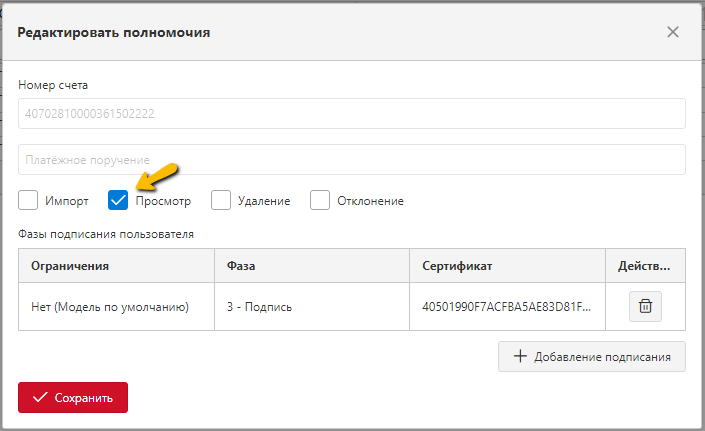 Редактировать полномочия
Номер счета
40702810000361502222
Платёжное поручение
Импорт Просмотр Удаление Отклонение
Фазы подписания пользователя
Ограничения Фаза Сертификат Действ...
Нет (Модель по умолчанию) 3 - Подпись 40501990F7ACFBA5AE83D81F...
Добавление подписания
Сохранить